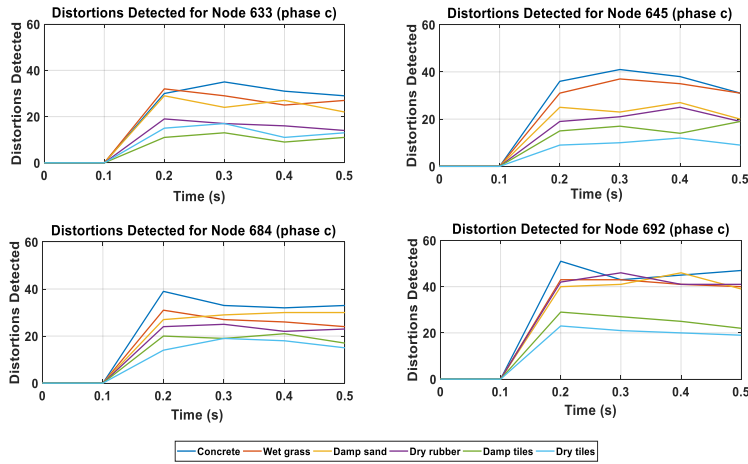 Distortions Detected for Node 633 (phase c)
Distortions Detected
60
40
20
0
0 0.1 0.2 0.3 0.4 0.5
Time (s)
Distortions Detected for Node 645 (phase c)
Distortions Detected
60
40
20
0
0 0.1 0.2 0.3 0.4 0.5
Time (s)
Distortions Detected for Node 684 (phase c)
Distortions Detected
60
40
20
0
0 0.1 0.2 0.3 0.4 0.5
Time (s)
Distortion Detected for Node 692 (phase c)
Distortions Detected
60
40
20
0
0 0.1 0.2 0.3 0.4 0.5
Time (s)
Concrete Wet grass Damp sand Dry rubber Damp tiles Dry tiles